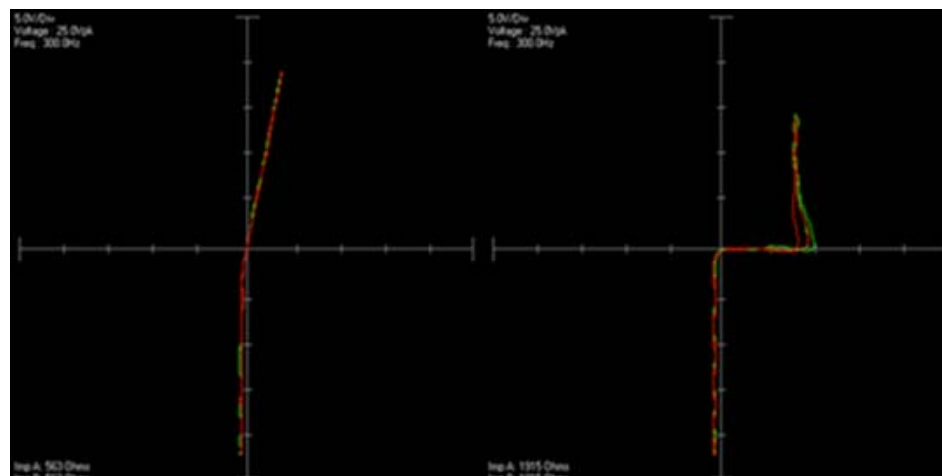 5.0V/Div
Voltage : 25.0Vpk
Freq : 300.0Hz
Imp A: 563 Ohms
5.0V/Div
Voltage : 25.0Vpk
Freq : 300.0Hz
Imp A: 1915 Ohms